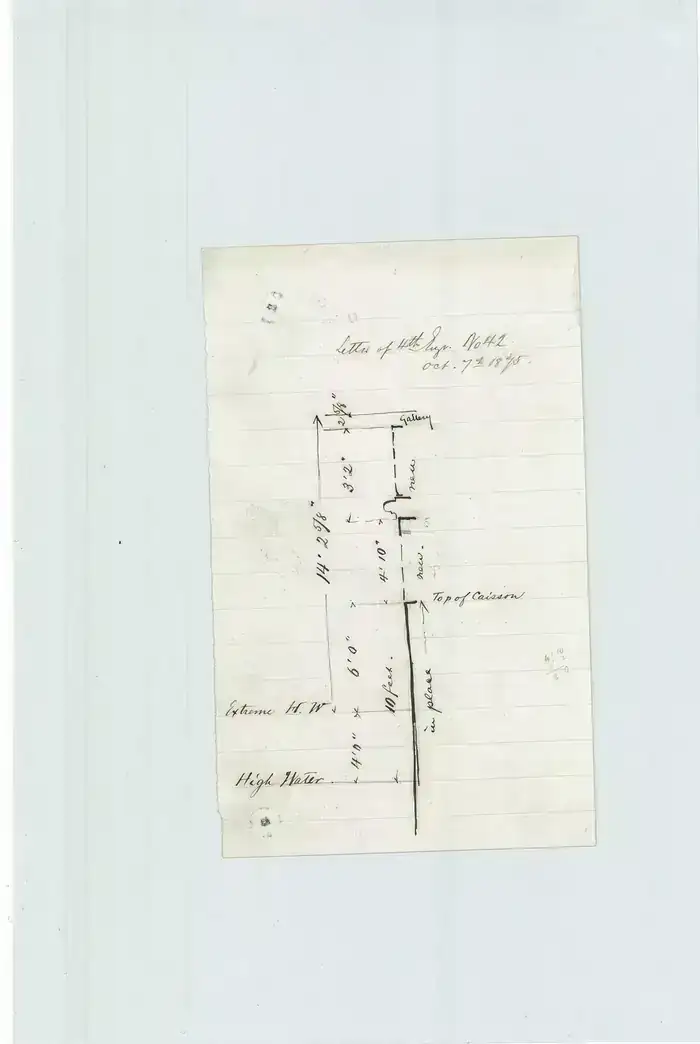 Letter of 4th Engr. No 42
Oct. 7th 1875.
2 5/8"
Gallery
3' 2"
new
14' 2 5/8"
4' 10"
new.
Top of Caisson
6' 0"
10 feet.
in place
Extreme H. W
4' 0"
High Water.